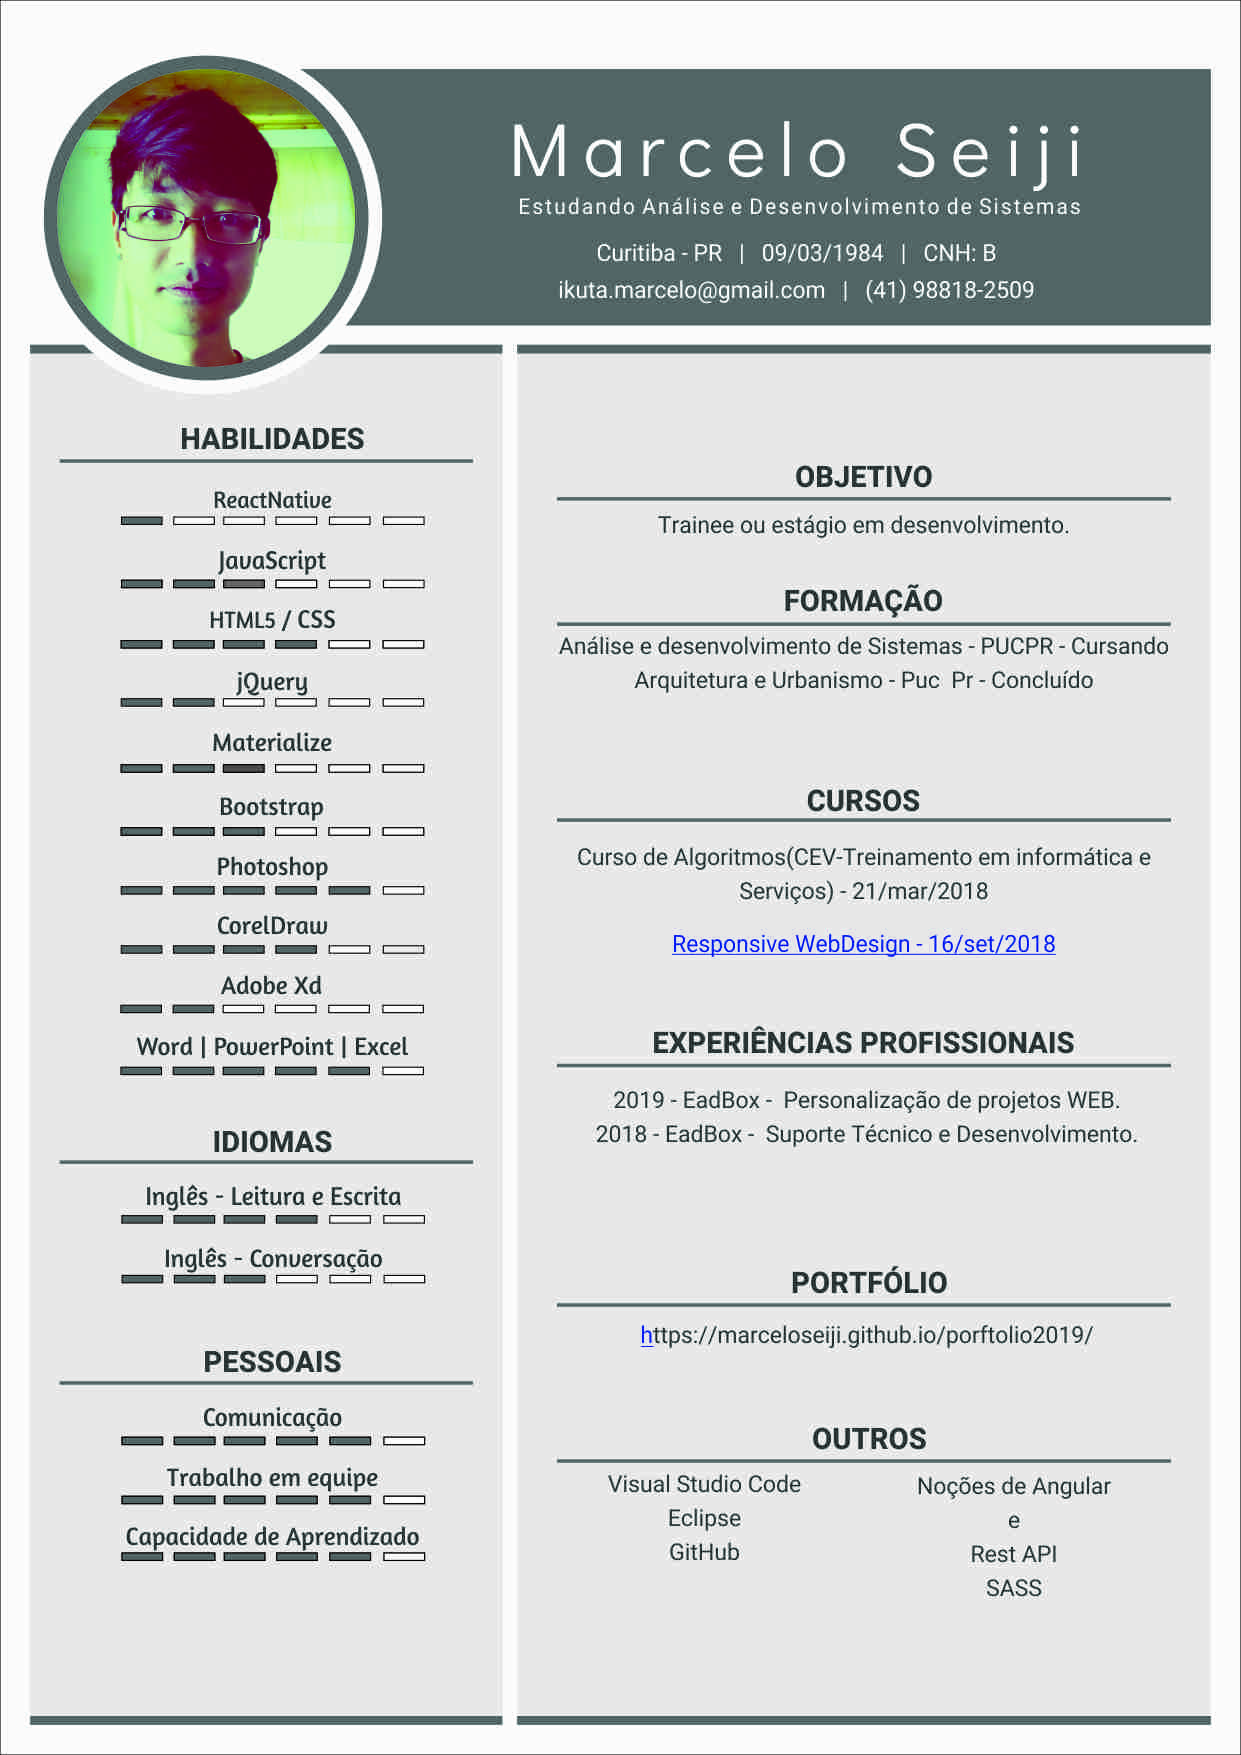 Marcelo Seiji
Estudando Análise e Desenvolvimento de Sistemas
Curitiba - PR | 09/03/1984 | CNH: B
ikuta.marcelo@gmail.com | (41) 98818-2509
HABILIDADES
ReactNative
JavaScript
HTML5 / CSS
jQuery
Materialize
Bootstrap
Photoshop
CorelDraw
Adobe Xd
Word | PowerPoint | Excel
IDIOMAS
Inglês - Leitura e Escrita
Inglês - Conversação
PESSOAIS
Comunicação
Trabalho em equipe
Capacidade de Aprendizado
OBJETIVO
Trainee ou estágio em desenvolvimento.
FORMAÇÃO
Análise e desenvolvimento de Sistemas - PUCPR - Cursando
Arquitetura e Urbanismo - Puc Pr - Concluído
CURSOS
Curso de Algoritmos(CEV-Treinamento em informática e
Serviços) - 21/mar/2018
Responsive WebDesign - 16/set/2018
EXPERIÊNCIAS PROFISSIONAIS
2019 - EadBox - Personalização de projetos WEB.
2018 - EadBox - Suporte Técnico e Desenvolvimento.
PORTFÓLIO
https://marceloseiji.github.io/porftolio2019/
OUTROS
Visual Studio Code
Eclipse
GitHub
Noções de Angular
e
Rest API
SASS